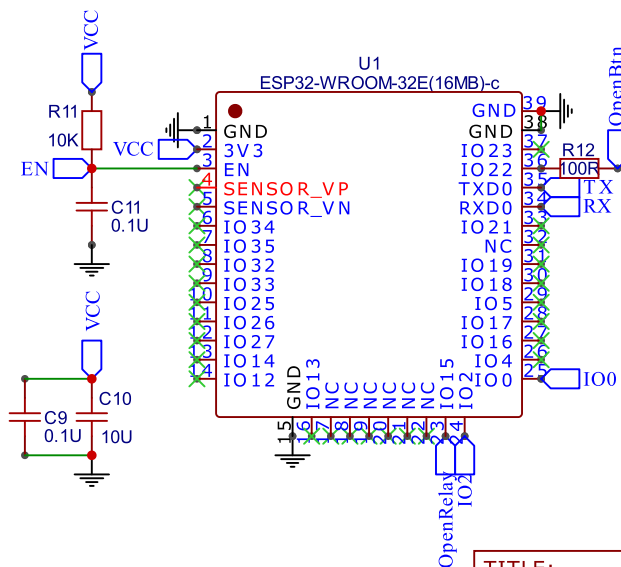 VCC
R11
10K
EN
C11
0.1U
VCC
C9
0.1U
C10
10U
U1
ESP32-WROOM-32E(16MB)-c
VCC
1 GND
2 3V3
3 EN
4 SENSOR_VP
5 SENSOR_VN
6 IO34
7 IO35
8 IO32
9 IO33
10 IO25
11 IO26
12 IO27
13 IO14
14 IO12
GND 39
GND 38
IO23 37
IO22 36
TXD0 35
RXD0 34
IO21 33
NC 32
IO19 31
IO18 30
IO5 29
IO17 28
IO16 27
IO4 26
IO0 25
15 GND
16 IO13
17 NC
18 NC
19 NC
20 NC
21 NC
22 NC
23 IO15
24 IO2
R12
100R
OpenBtn
TX
RX
IO0
OpenRelay
IO2
TITLE: